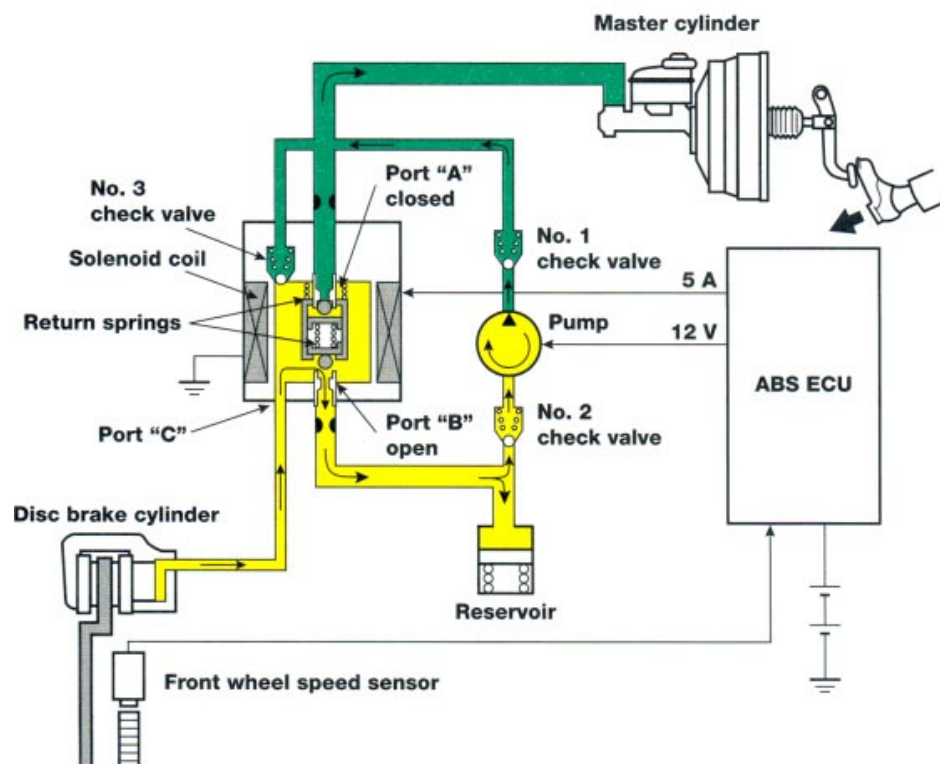 Master cylinder
Port “A”
closed
No. 3
check valve
No. 1
check valve
Solenoid coil
5 A
Return springs
Pump
12 V
ABS ECU
Port “C”
Port “B”
open
No. 2
check valve
Disc brake cylinder
Reservoir
Front wheel speed sensor